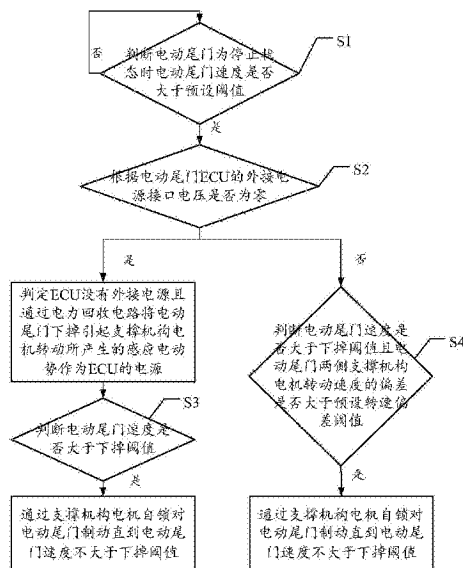 S1
否
判断电动尾门为停止状
态时电动尾门速度是否
大于预设阈值
是
S2
根据电动尾门ECU的外接电
源接口电压是否为零
是
否
判定ECU没有外接电源且
通过电力回收电路将电动
尾门下掉引起支撑机构电
机转动所产生的感应电动
势作为ECU的电源
S4
判断电动尾门速度是
否大于下掉阈值且电
动尾门两侧支撑机构
电机转动速度的偏差
是否大于预设转速偏
差阈值
S3
判断电动尾门速度是
否大于下掉阈值
是
是
通过支撑机构电机自锁对
电动尾门制动直到电动尾
门速度不大于下掉阈值
通过支撑机构电机自锁对
电动尾门制动直到电动尾
门速度不大于下掉阈值